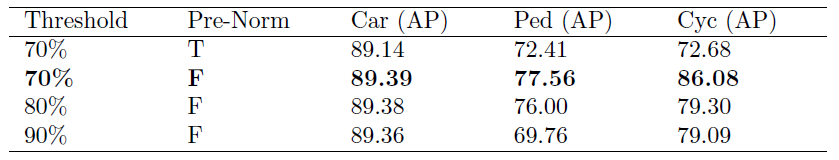 Threshold Pre-Norm Car (AP) Ped (AP) Cyc (AP)
70% T 89.14 72.41 72.68
70% F 89.39 77.56 86.08
80% F 89.38 76.00 79.30
90% F 89.36 69.76 79.09